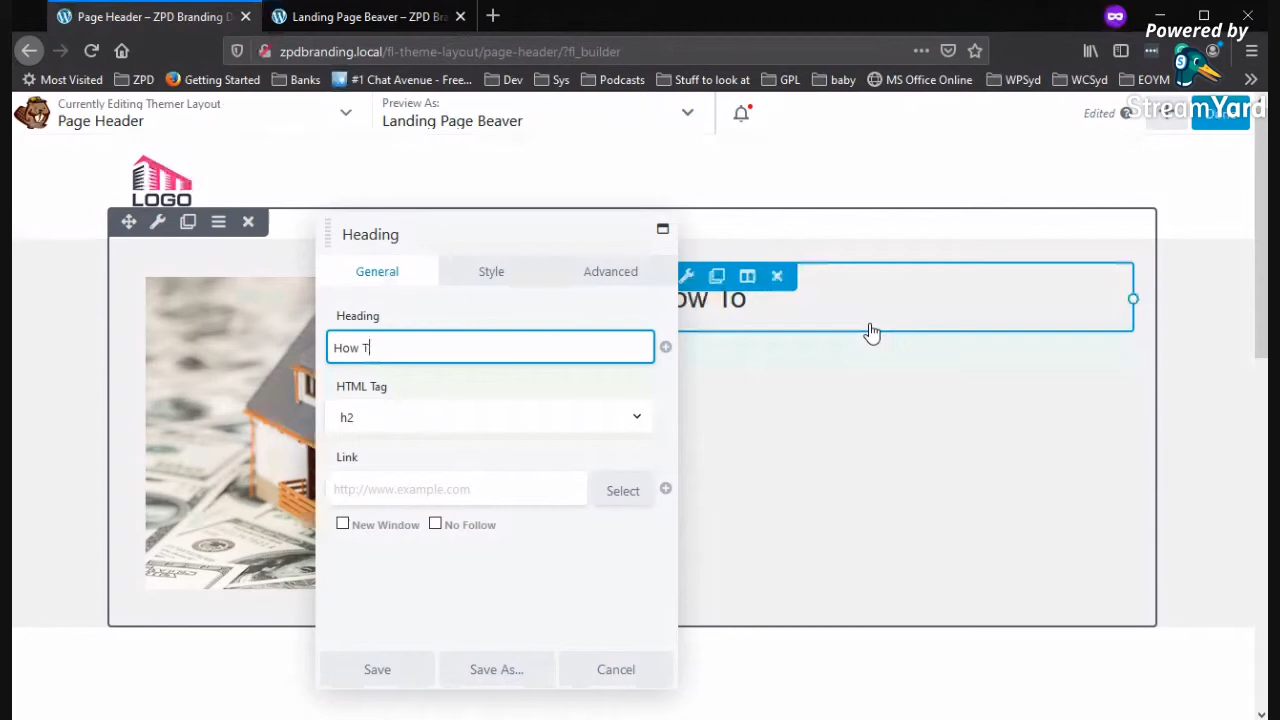 Page Header – ZPD Branding D
Landing Page Beaver – ZPD Bra
Powered by
zpdbranding.local/fl-theme-layout/page-header/?fl_builder
Most Visited
ZPD
Getting Started
Banks
#1 Chat Avenue - Free...
Dev
Sys
Podcasts
Stuff to look at
GPL
baby
MS Office Online
WPSyd
WCSyd
EOYM
StreamYard
Currently Editing Themer Layout
Page Header
Preview As:
Landing Page Beaver
Edited
LOGO
Heading
General
Style
Advanced
ow To
Heading
How T
HTML Tag
h2
Link
http://www.example.com
Select
New Window
No Follow
Save
Save As...
Cancel